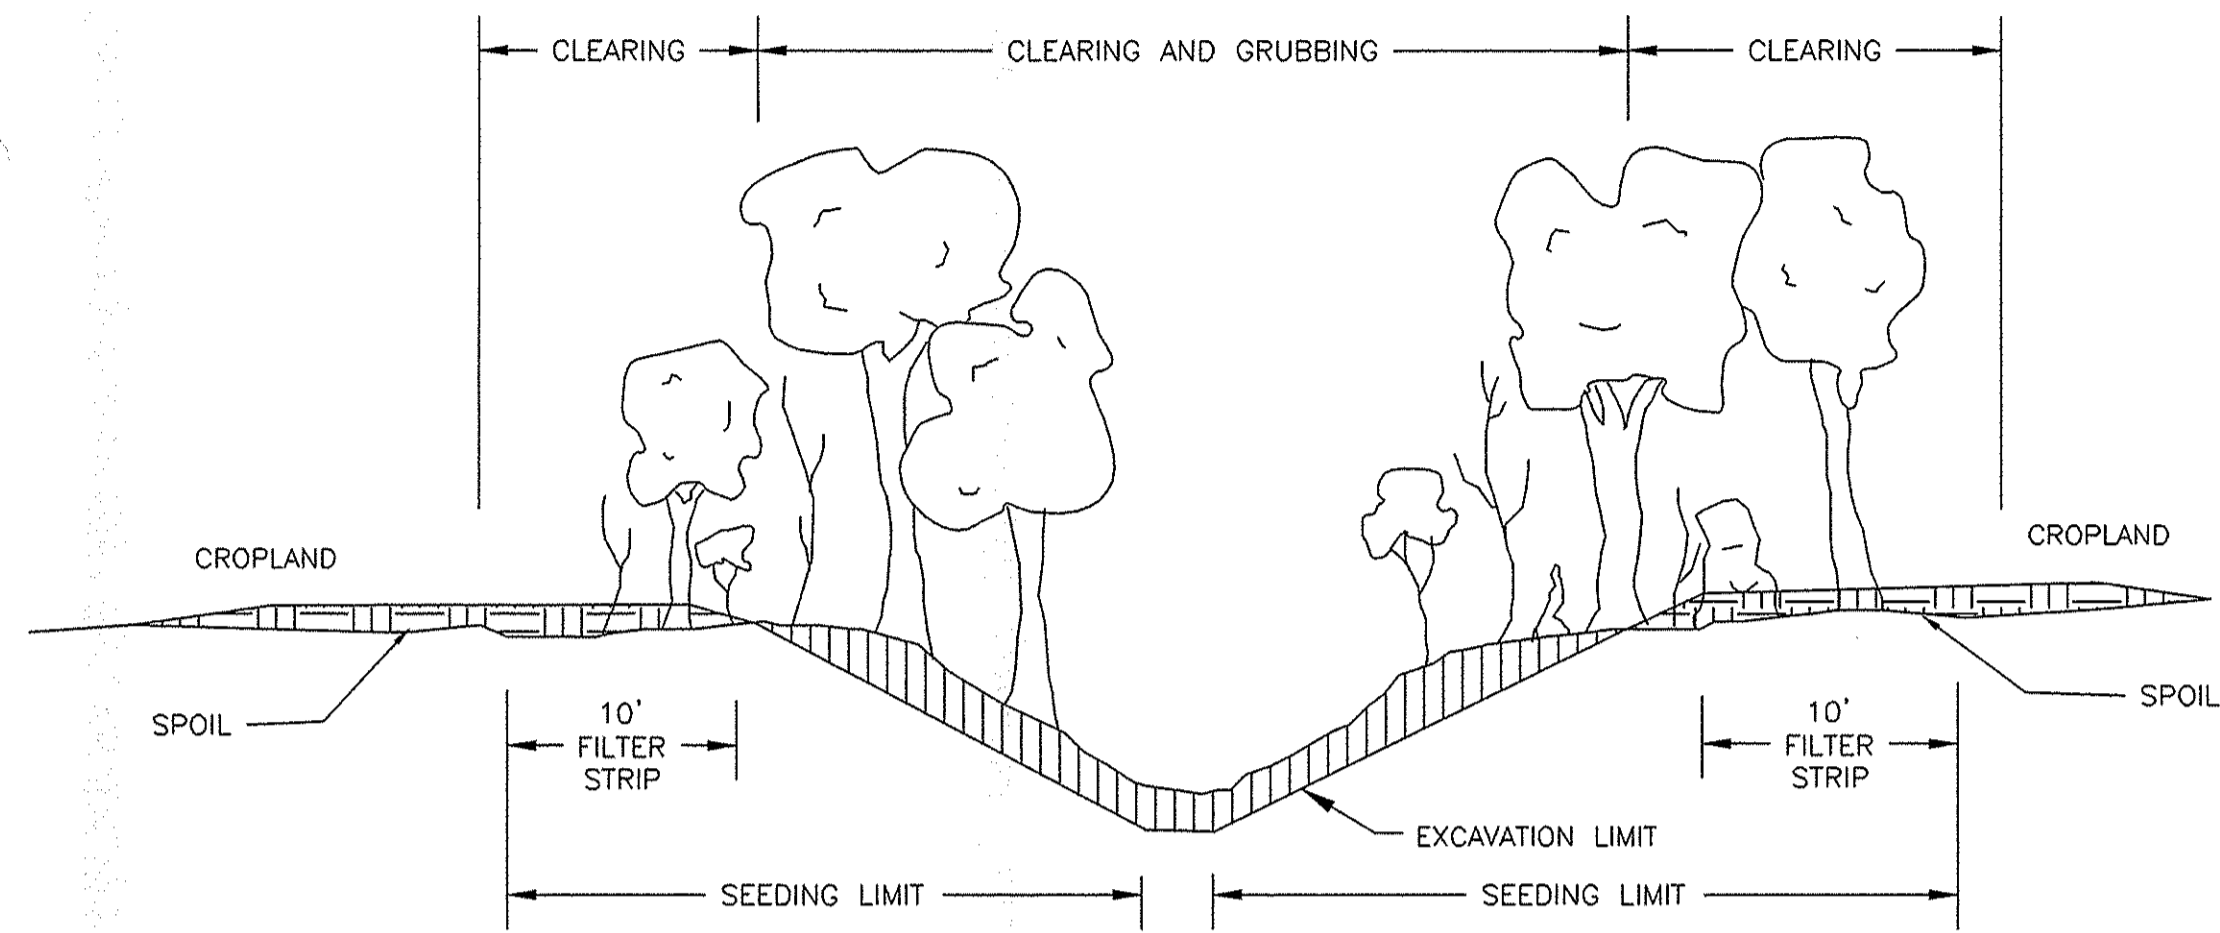 CLEARING
CLEARING AND GRUBBING
CLEARING
CROPLAND
CROPLAND
SPOIL
10'
FILTER
STRIP
10'
FILTER
STRIP
SPOIL
EXCAVATION LIMIT
SEEDING LIMIT
SEEDING LIMIT